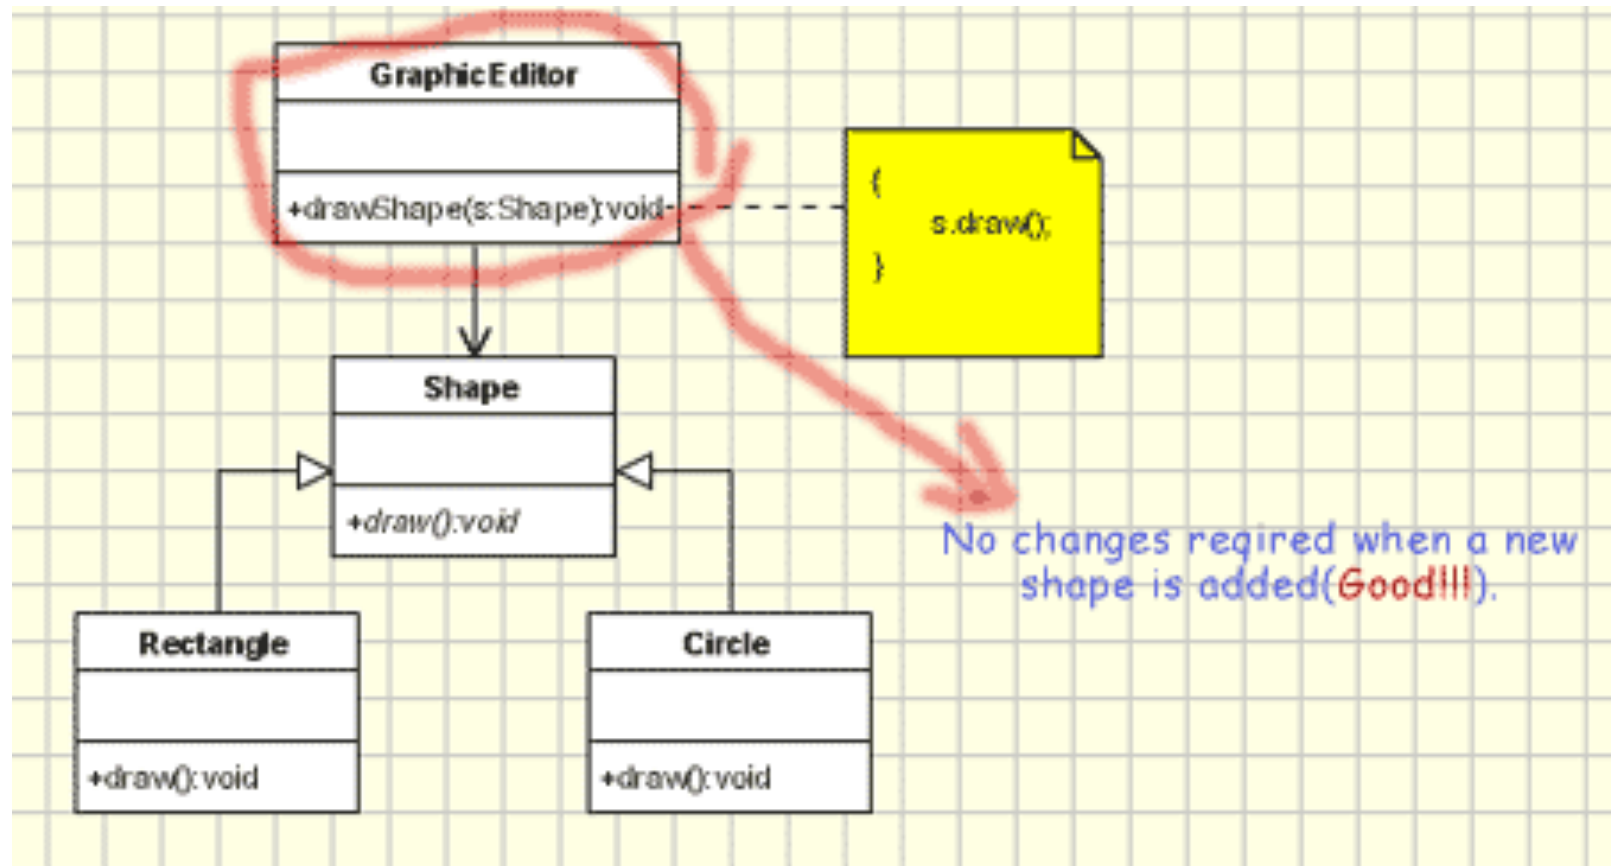 GraphicEditor
+drawShape(s:Shape):void
{
s.draw();
}
Shape
+draw():void
No changes reqired when a new
shape is added(Good!!!).
Rectangle
+draw():void
Circle
+draw():void